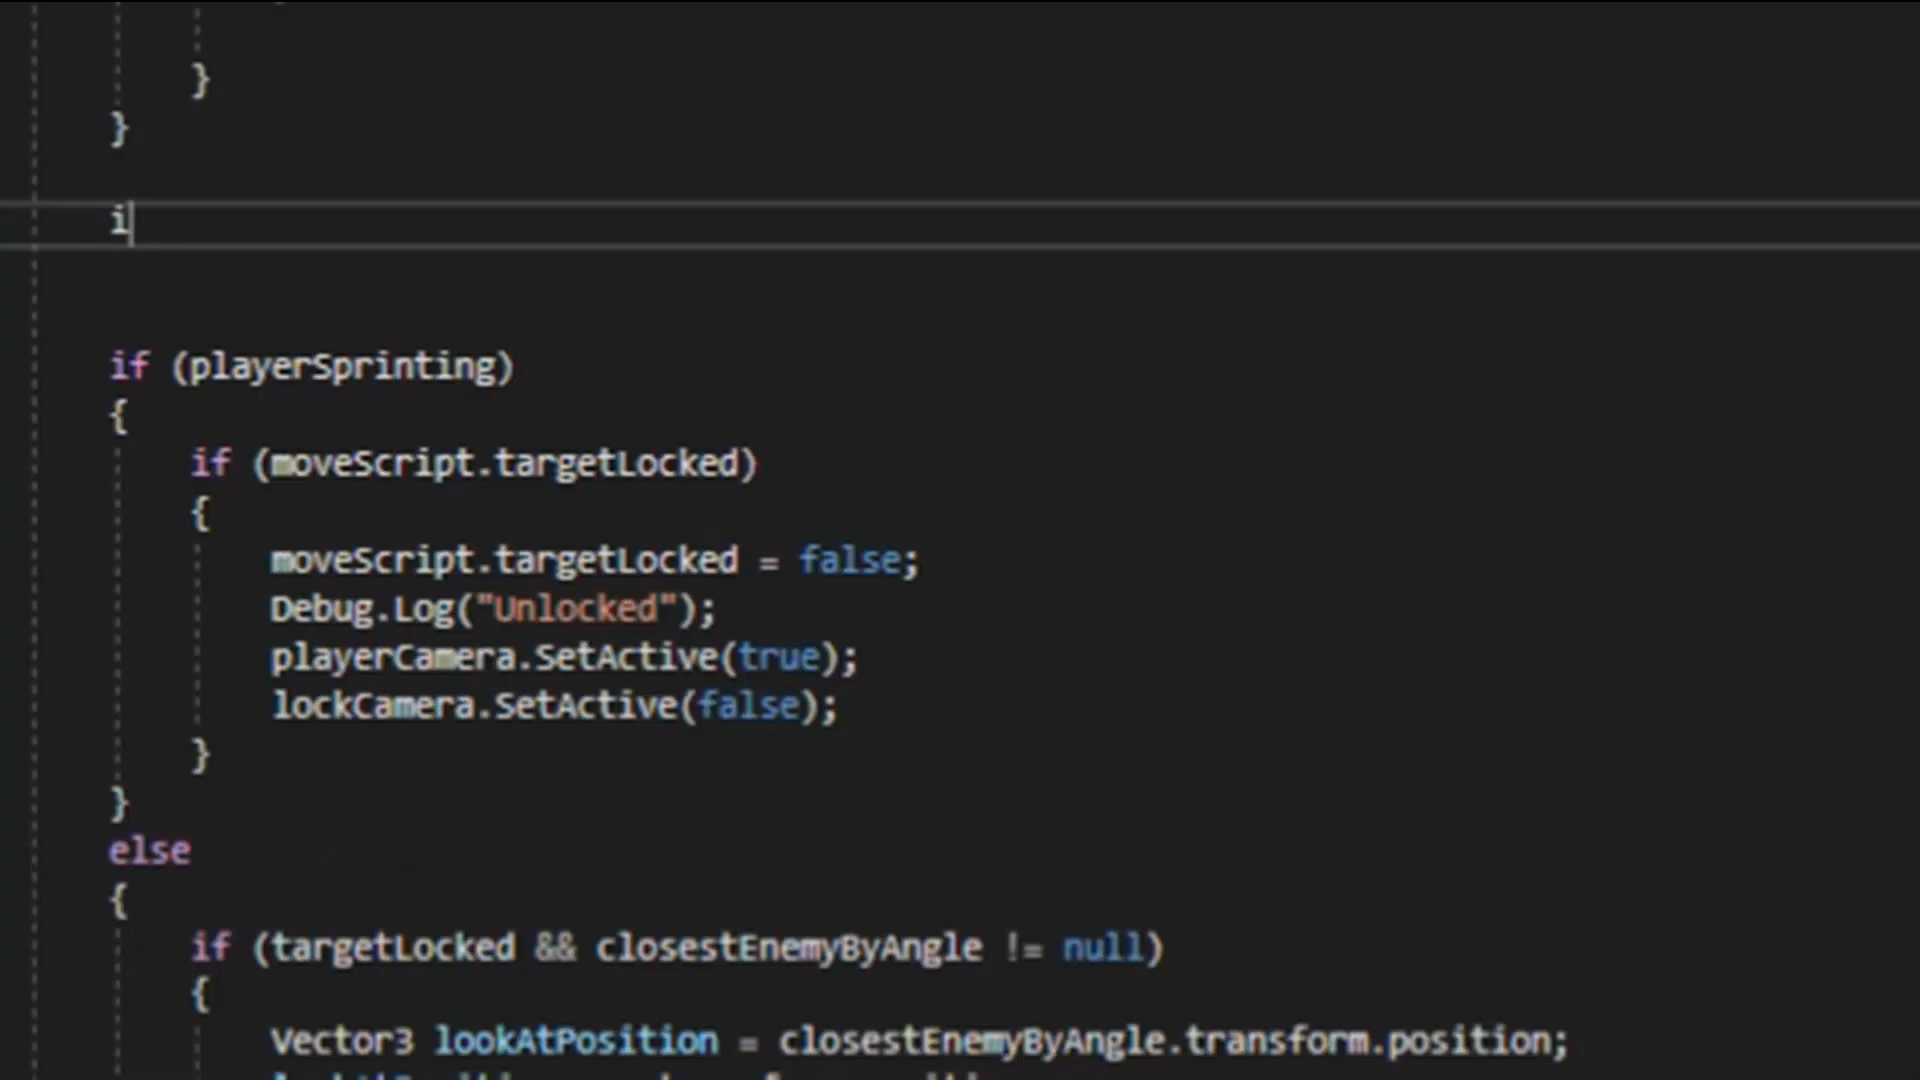 }
}
i
if (playerSprinting)
{
if (moveScript.targetLocked)
{
moveScript.targetLocked = false;
Debug.Log("Unlocked");
playerCamera.SetActive(true);
lockCamera.SetActive(false);
}
}
else
{
if (targetLocked && closestEnemyByAngle != null)
{
Vector3 lookAtPosition = closestEnemyByAngle.transform.position;